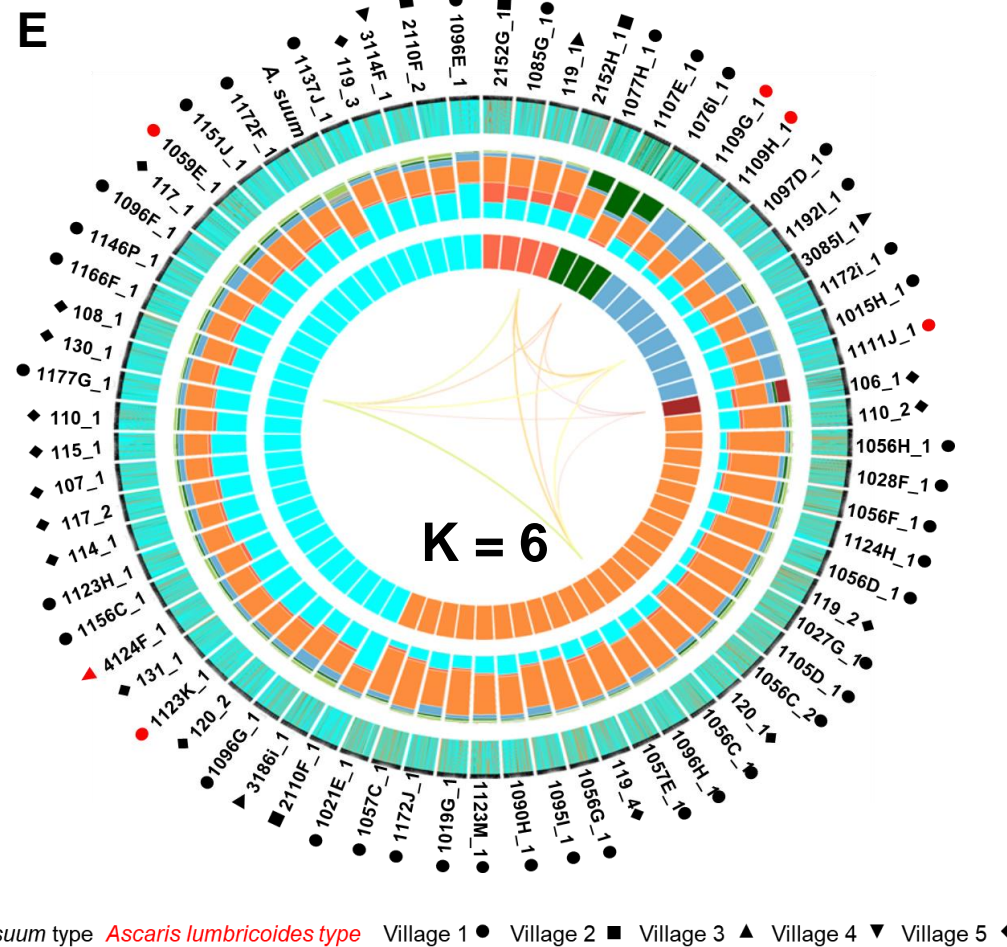 E
3114F_1
2110F_2
1096E_1
2152G_1
1085G_1
119_1
2152H_1
1077H_1
1107E_1
1076I_1
1109G_1
1109H_1
1097D_1
1192I_1
3085I_1
1172i_1
1015H_1
1111J_1
106_1
110_2
1056H_1
1028F_1
1056F_1
1124H_1
1056D_1
119_2
1027G_1
1105D_1
1056C_2
120_1
1056C_1
1096H_1
1057E_1
119_4
1056G_1
1095I_1
1090H_1
1123M_1
1019G_1
1172J_1
1057C_1
1021E_1
2110F_1
3186i_1
1096G_1
120_2
1123K_1
131_1
4124F_1
1156C_1
1123H_1
114_1
117_2
107_1
115_1
110_1
1177G_1
130_1
108_1
1166F_1
1146P_1
1096F_1
117_1
1059E_1
1151J_1
1172F_1
A. suum
1137J_1
119_3
K = 6
suum type Ascaris lumbricoides type Village 1 Village 2 Village 3 Village 4 Village 5